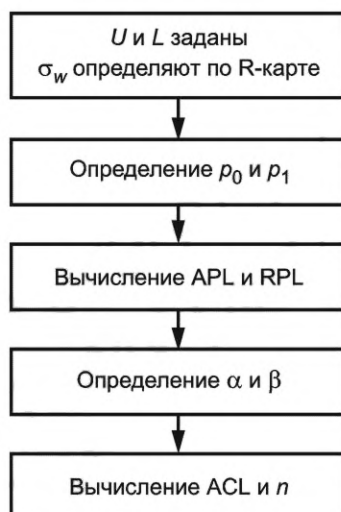 U и L заданы
σw определяют по R-карте
Определение p0 и p1
Вычисление APL и RPL
Определение α и β
Вычисление ACL и n